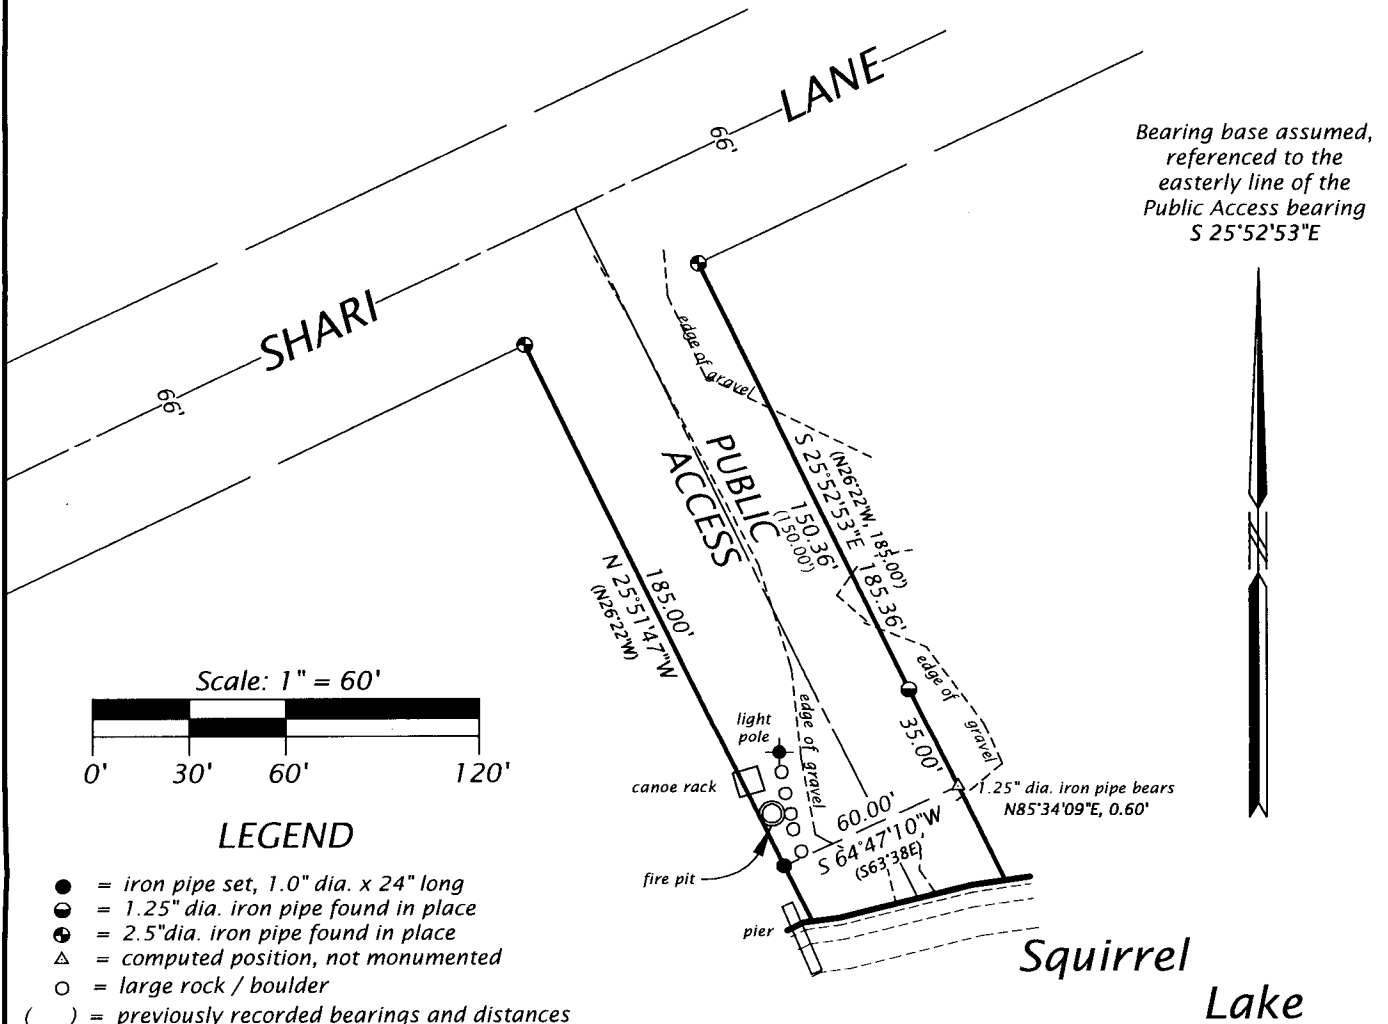 LANE
66'
Bearing base assumed,
referenced to the
easterly line of the
Public Access bearing
S 25°52'53"E
SHARI
66'
edge of gravel
PUBLIC
ACCESS
S 25°52'53"E 185.36'
(N26°22'W, 185.00')
150.36'
(150.00')
185.00'
N 25°51'47"W
(N26°22'W)
Scale: 1" = 60'
0' 30' 60' 120'
edge of
gravel
35.00'
light
pole
edge of gravel
canoe rack
1.25" dia. iron pipe bears
N85°34'09"E, 0.60'
60.00'
S 64°47'10"W
(S63°38E)
fire pit
pier
LEGEND
= iron pipe set, 1.0" dia. x 24" long
= 1.25" dia. iron pipe found in place
= 2.5"dia. iron pipe found in place
= computed position, not monumented
= large rock / boulder
( ) = previously recorded bearings and distances
Squirrel
Lake